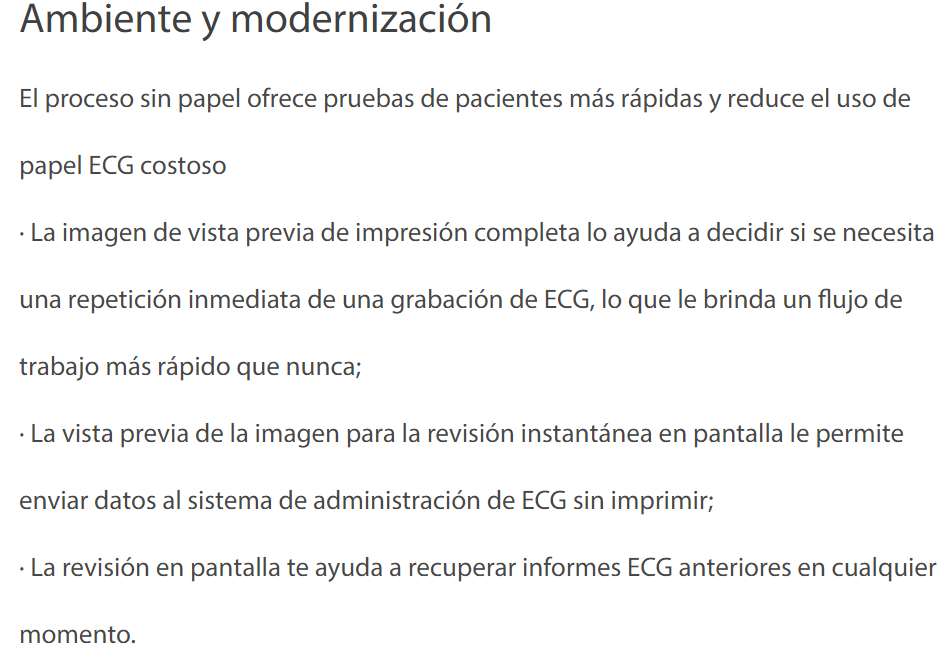 Ambiente y modernización
El proceso sin papel ofrece pruebas de pacientes más rápidas y reduce el uso de
papel ECG costoso
· La imagen de vista previa de impresión completa lo ayuda a decidir si se necesita
una repetición inmediata de una grabación de ECG, lo que le brinda un flujo de
trabajo más rápido que nunca;
· La vista previa de la imagen para la revisión instantánea en pantalla le permite
enviar datos al sistema de administración de ECG sin imprimir;
· La revisión en pantalla te ayuda a recuperar informes ECG anteriores en cualquier
momento.